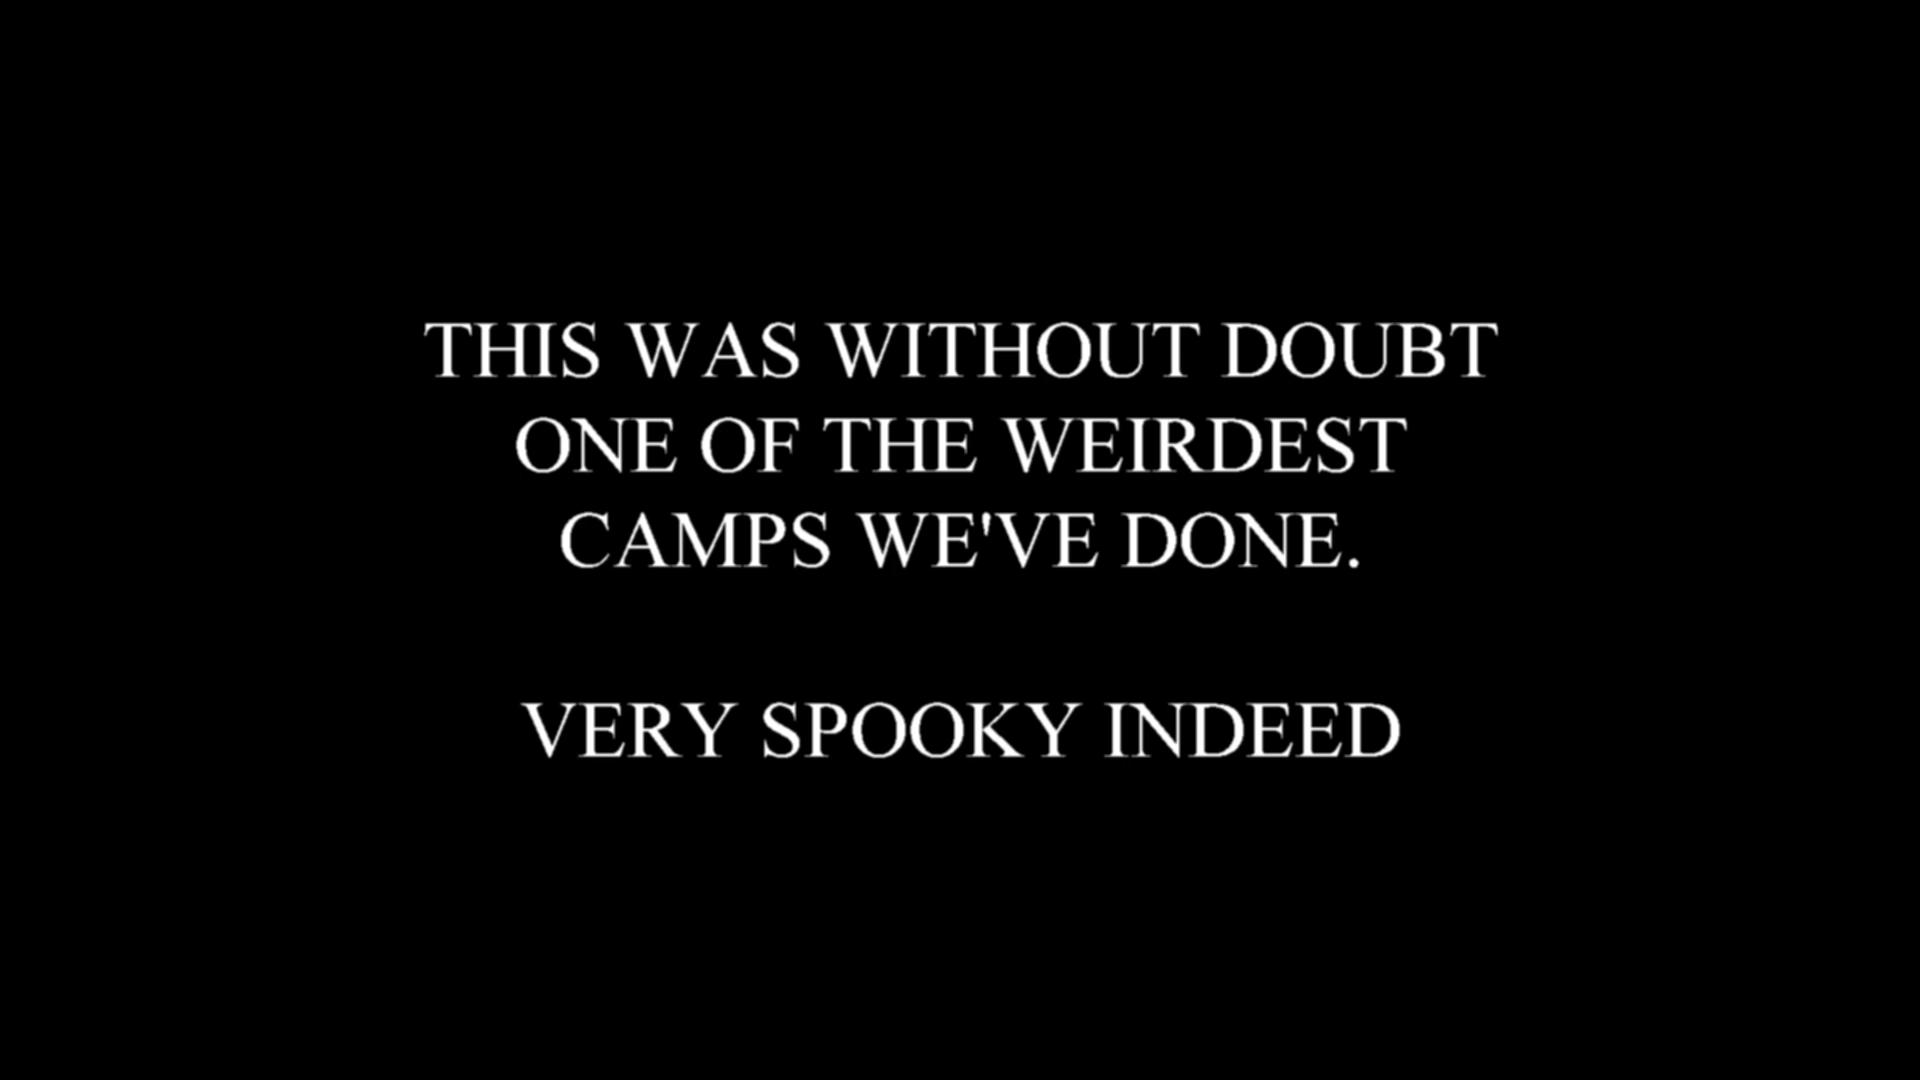 THIS WAS WITHOUT DOUBT
ONE OF THE WEIRDEST
CAMPS WE'VE DONE.
VERY SPOOKY INDEED